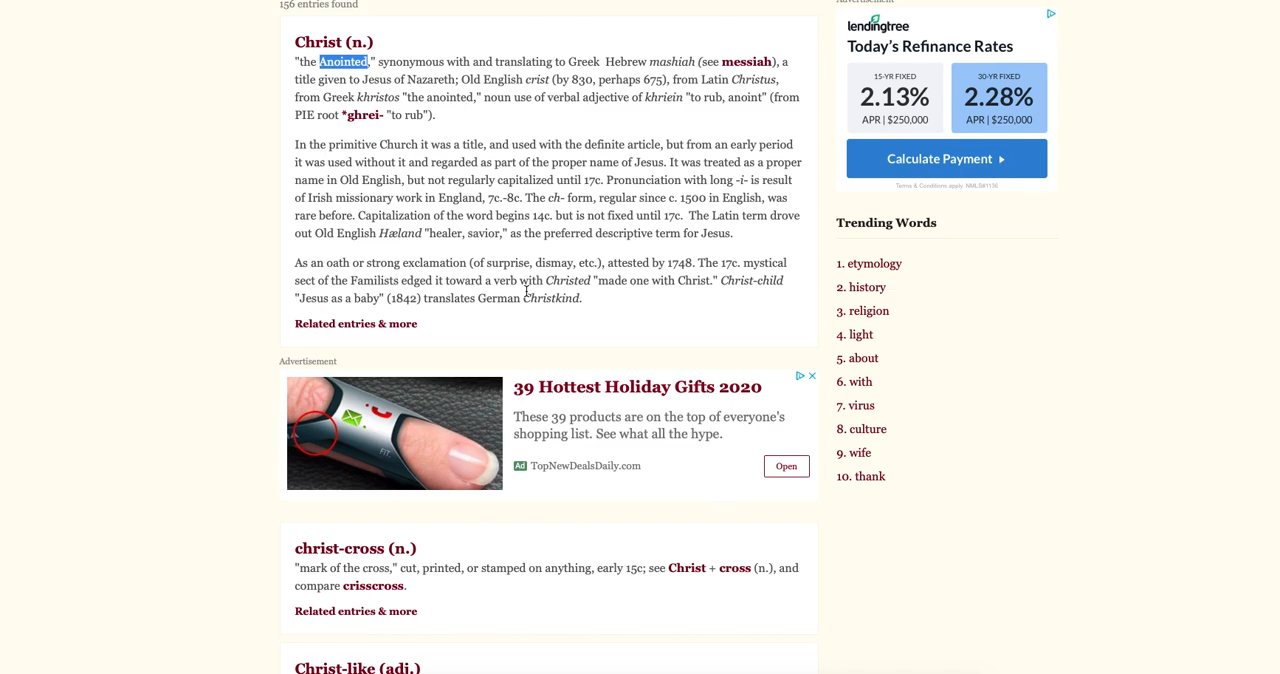 156 entries found
Christ (n.)
"the Anointed," synonymous with and translating to Greek Hebrew mashiah (see messiah), a
title given to Jesus of Nazareth; Old English crist (by 830, perhaps 675), from Latin Christus,
from Greek khristos "the anointed," noun use of verbal adjective of khriein "to rub, anoint" (from
PIE root *ghrei- "to rub").
In the primitive Church it was a title, and used with the definite article, but from an early period
it was used without it and regarded as part of the proper name of Jesus. It was treated as a proper
name in Old English, but not regularly capitalized until 17c. Pronunciation with long -i- is result
of Irish missionary work in England, 7c.-8c. The ch- form, regular since c. 1500 in English, was
rare before. Capitalization of the word begins 14c. but is not fixed until 17c. The Latin term drove
out Old English Hæland "healer, savior," as the preferred descriptive term for Jesus.
As an oath or strong exclamation (of surprise, dismay, etc.), attested by 1748. The 17c. mystical
sect of the Familists edged it toward a verb with Christed "made one with Christ." Christ-child
"Jesus as a baby" (1842) translates German Christkind.
Related entries & more
Advertisement
39 Hottest Holiday Gifts 2020
These 39 products are on the top of everyone's
shopping list. See what all the hype.
Ad TopNewDealsDaily.com
Open
FIT
christ-cross (n.)
"mark of the cross," cut, printed, or stamped on anything, early 15c; see Christ + cross (n.), and
compare crisscross.
Related entries & more
Christ-like (adj.)
Advertisement
lendingtree
Today's Refinance Rates
15-YR FIXED
2.13%
APR | $250,000
30-YR FIXED
2.28%
APR | $250,000
Calculate Payment
Terms & Conditions apply. NMLS#1136
Trending Words
1. etymology
2. history
3. religion
4. light
5. about
6. with
7. virus
8. culture
9. wife
10. thank